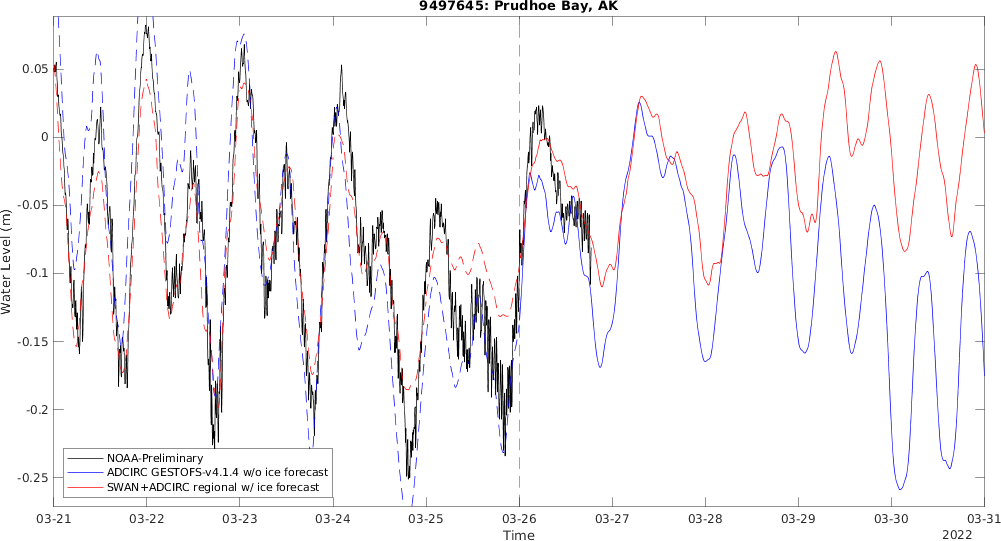 9497645: Prudhoe Bay, AK
Water Level (m)
0.05
0
-0.05
-0.1
-0.15
-0.2
-0.25
NOAA-Preliminary
ADCIRC GESTOFS-v4.1.4 w/o ice forecast
SWAN+ADCIRC regional w/ ice forecast
03-21 03-22 03-23 03-24 03-25 03-26 03-27 03-28 03-29 03-30 03-31
Time
2022